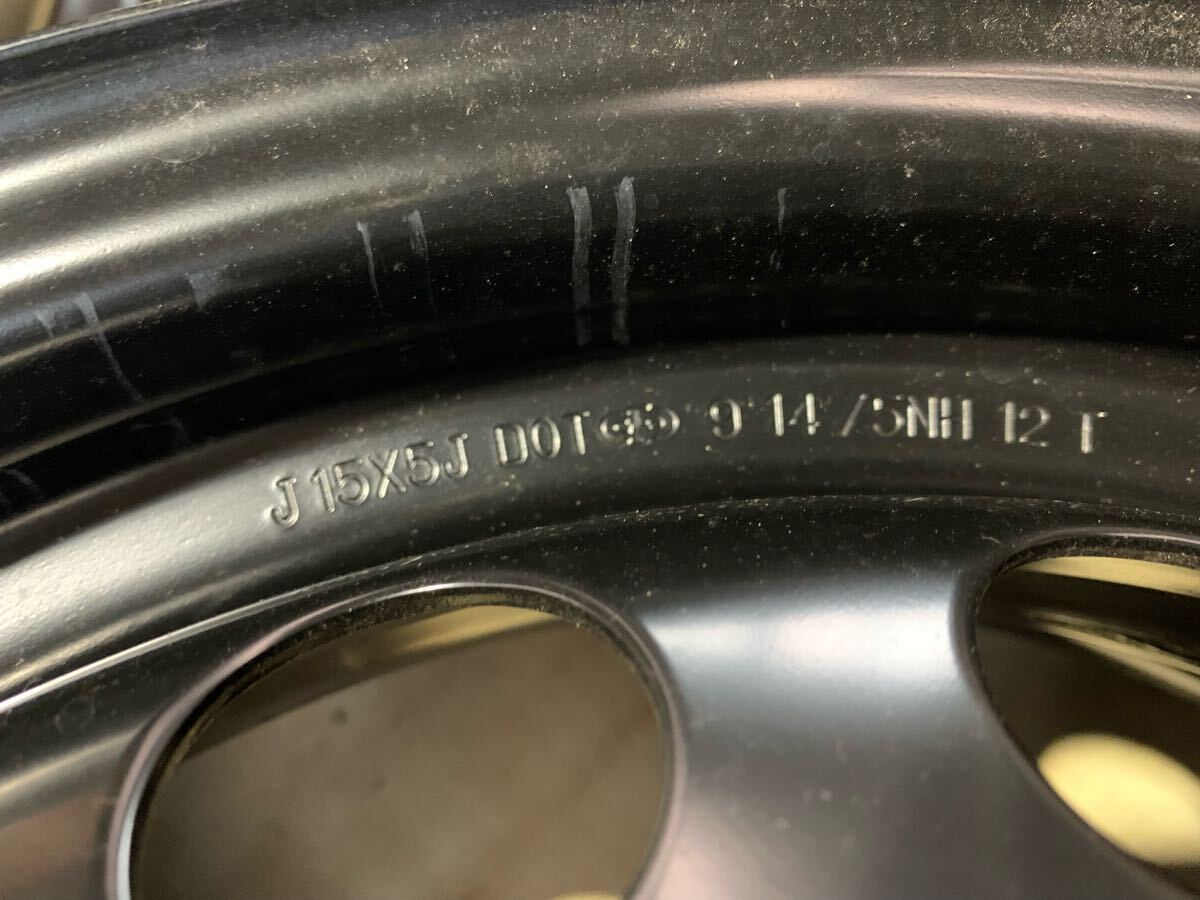 J 15X5J DOT 9 14 /5NH 12 T